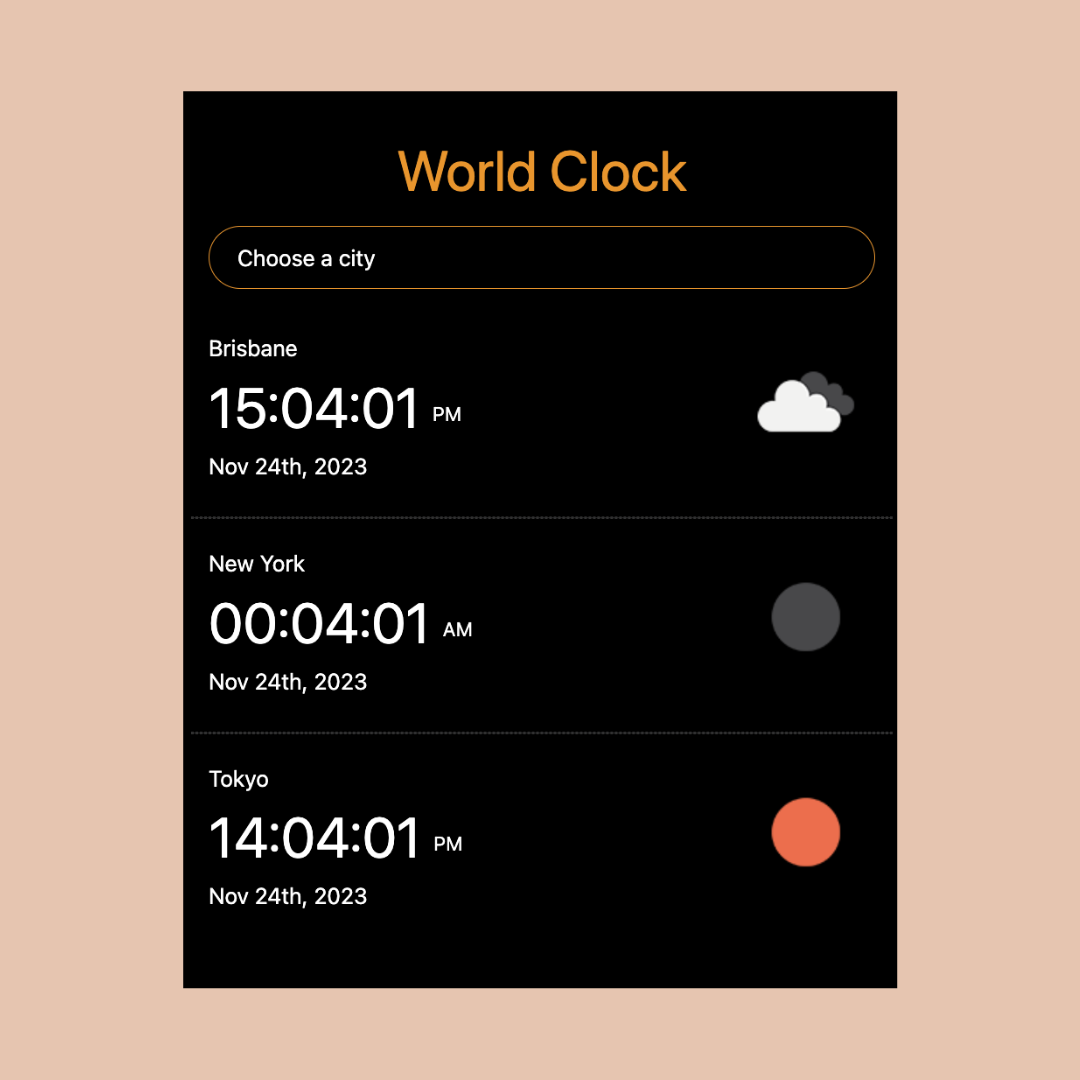 World Clock
Choose a city
Brisbane
15:04:01 PM
Nov 24th, 2023
New York
00:04:01 AM
Nov 24th, 2023
Tokyo
14:04:01 PM
Nov 24th, 2023